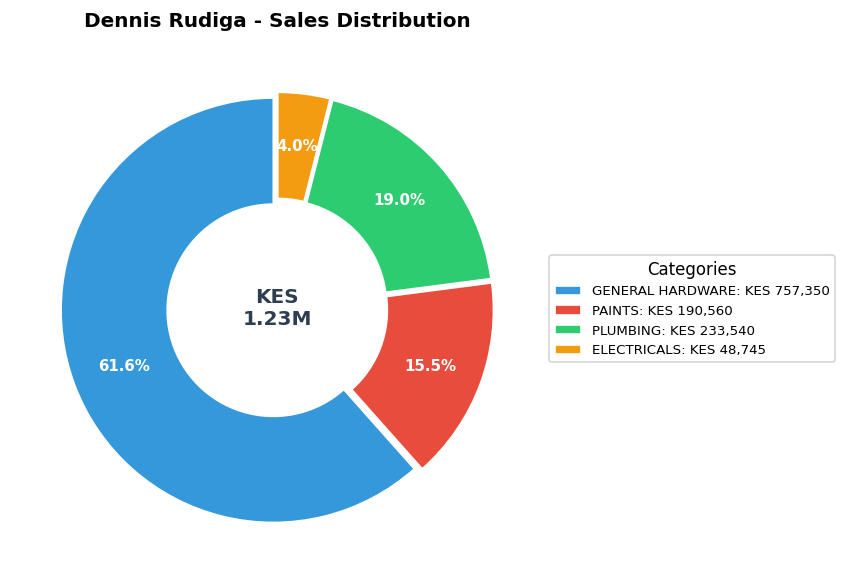 Dennis Rudiga - Sales Distribution
4.0%
19.0%
KES
1.23M
61.6%
15.5%
Categories
GENERAL HARDWARE: KES 757,350
PAINTS: KES 190,560
PLUMBING: KES 233,540
ELECTRICALS: KES 48,745